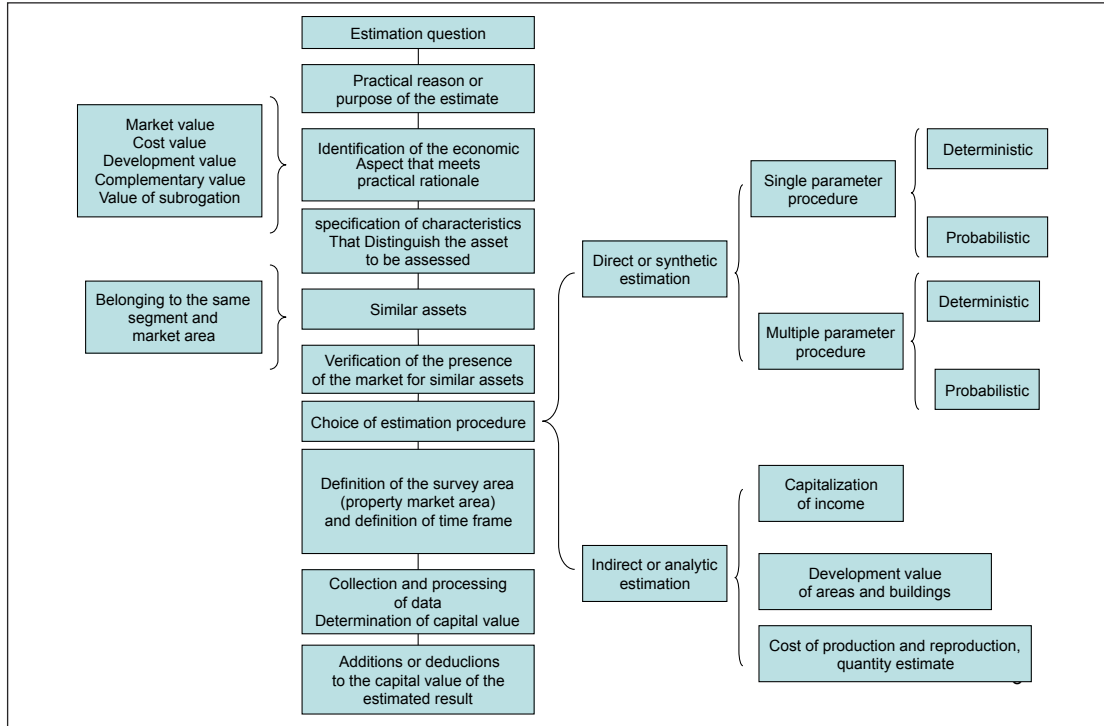 Estimation question
Practical reason or
purpose of the estimate
Market value
Cost value
Development value
Complementary value
Value of subrogation
Identification of the economic
Aspect that meets
practical rationale
specification of characteristics
That Distinguish the asset
to be assessed
Belonging to the same
segment and
market area
Similar assets
Verification of the presence
of the market for similar assets
Choice of estimation procedure
Definition of the survey area
(property market area)
and definition of time frame
Collection and processing
of data
Determination of capital value
Additions or deduclions
to the capital value of the
estimated result
Direct or synthetic
estimation
Single parameter
procedure
Deterministic
Probabilistic
Multiple parameter
procedure
Deterministic
Probabilistic
Indirect or analytic
estimation
Capitalization
of income
Development value
of areas and buildings
Cost of production and reproduction,
quantity estimate